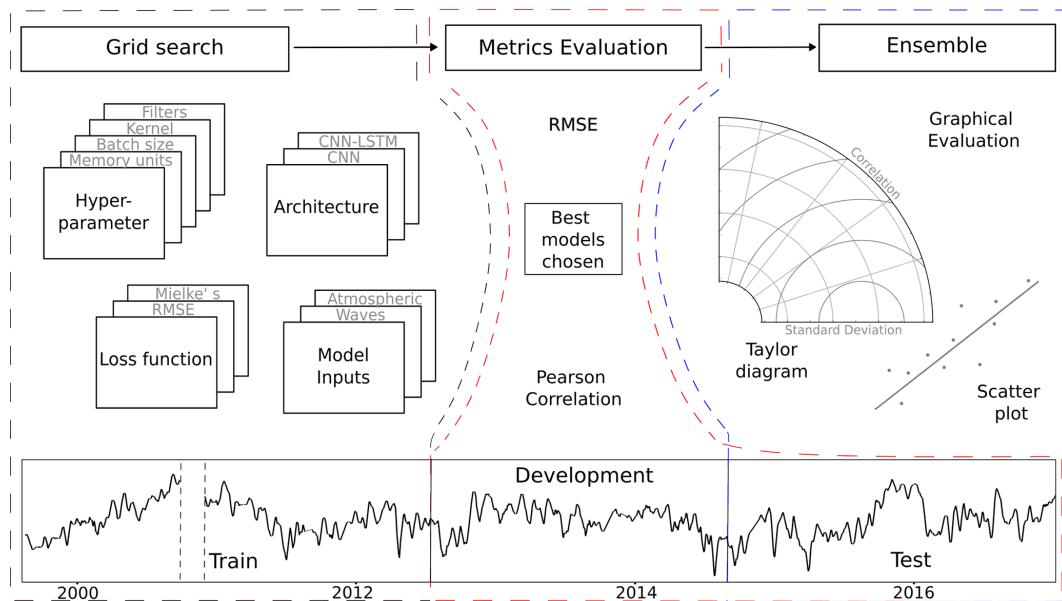 Grid search
Metrics Evaluation
Ensemble
Filters
Kernel
Batch size
Memory units
Hyper-
parameter
CNN-LSTM
CNN
Architecture
Mielke' s
RMSE
Loss function
Atmospheric
Waves
Model
Inputs
RMSE
Best
models
chosen
Pearson
Correlation
Graphical
Evaluation
Correlation
Standard Deviation
Taylor
diagram
Scatter
plot
Development
Train
Test
2000
2012
2014
2016